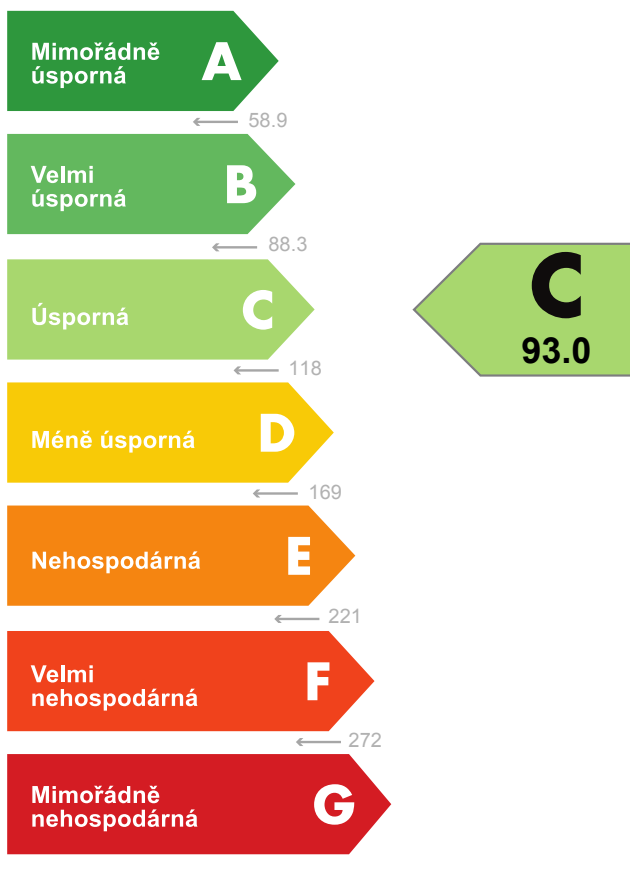 Mimořádně
úsporná
A
← 58.9
Velmi
úsporná
B
← 88.3
Úsporná C
← 118
C
93.0
Méně úsporná D
← 169
Nehospodárná E
← 221
Velmi
nehospodárná
F
← 272
Mimořádně
nehospodárná
G